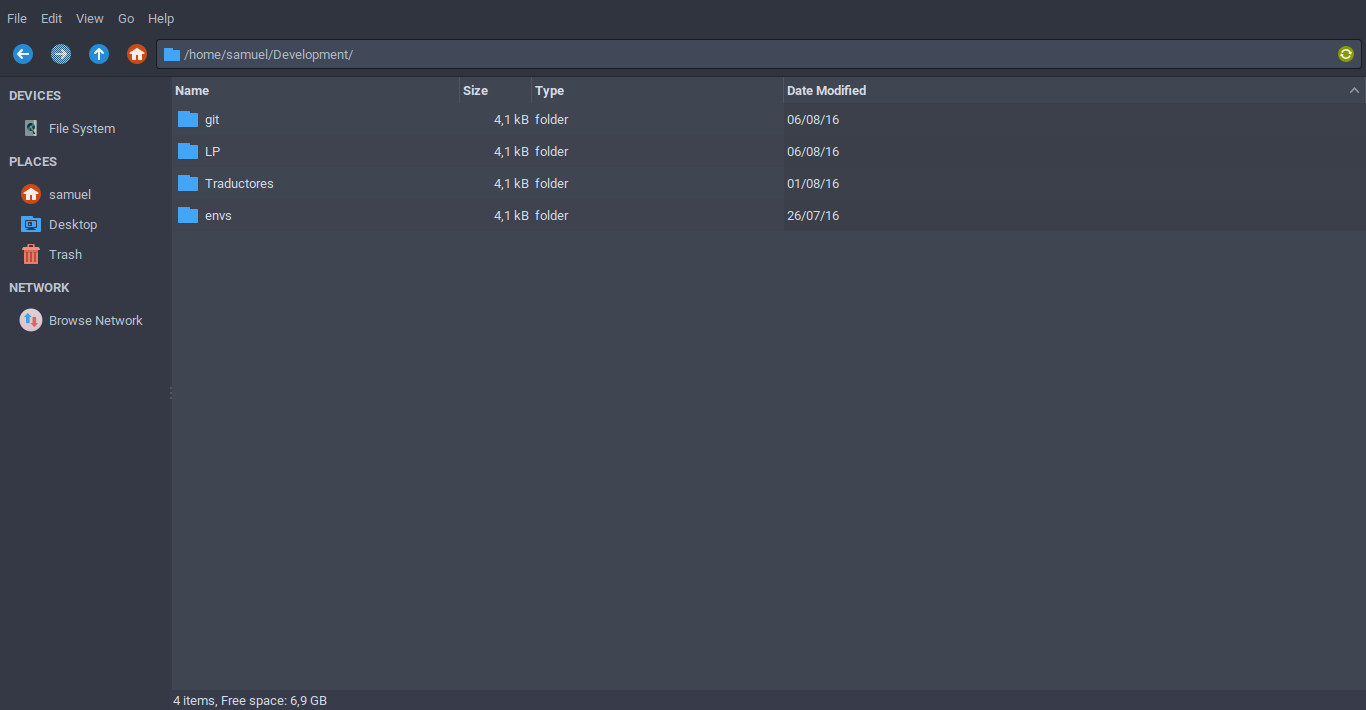 File Edit View Go Help
/home/samuel/Development/
DEVICES
File System
PLACES
samuel
Desktop
Trash
NETWORK
Browse Network
Name Size Type Date Modified
git 4,1 kB folder 06/08/16
LP 4,1 kB folder 06/08/16
Traductores 4,1 kB folder 01/08/16
envs 4,1 kB folder 26/07/16
4 items, Free space: 6,9 GB